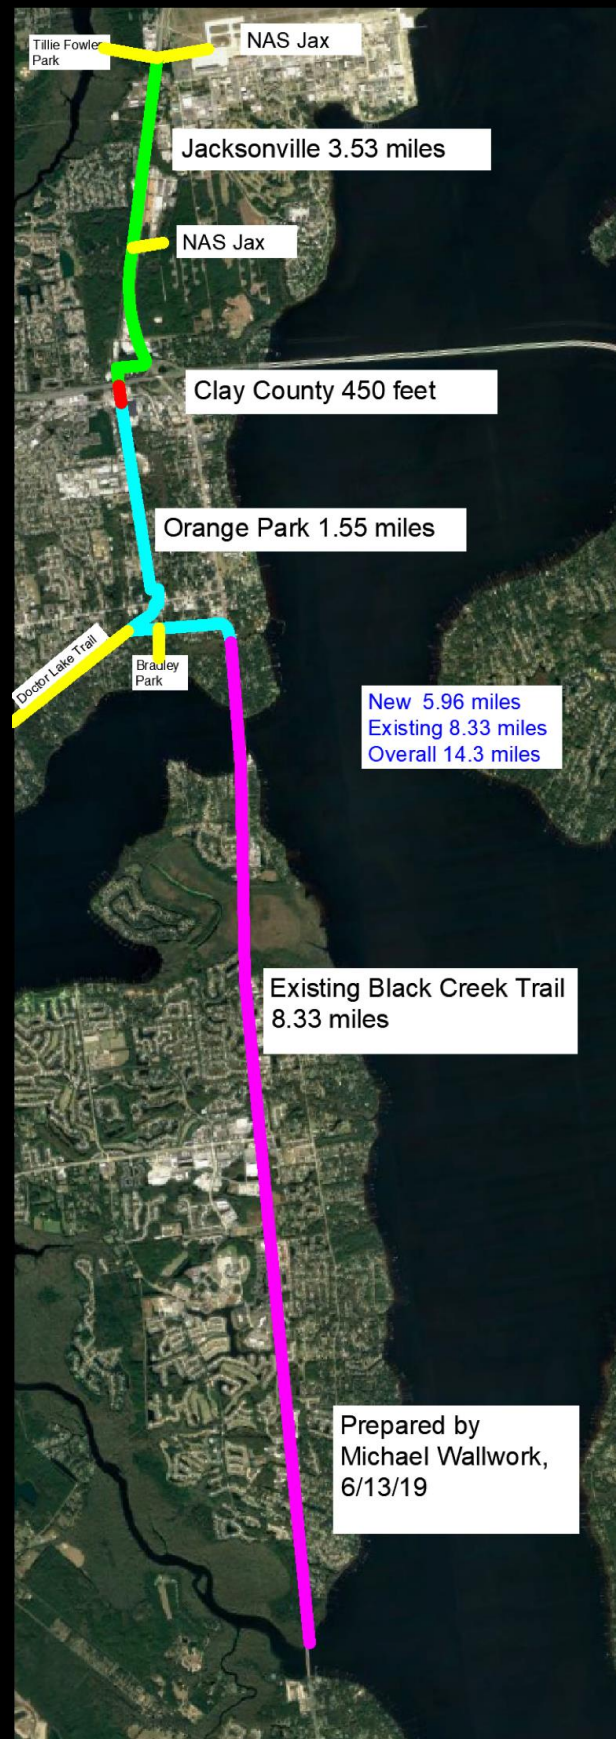 Tillie Fowler
Park
NAS Jax
Jacksonville 3.53 miles
NAS Jax
Clay County 450 feet
Orange Park 1.55 miles
Doctor Lake Trail
Bradley
Park
New 5.96 miles
Existing 8.33 miles
Overall 14.3 miles
Existing Black Creek Trail
8.33 miles
Prepared by
Michael Wallwork,
6/13/19